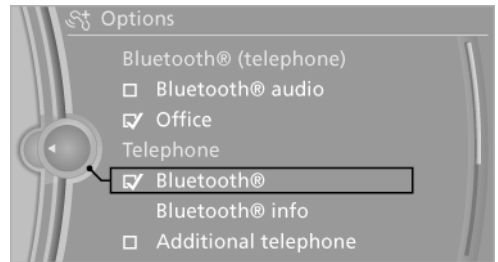 Options
Bluetooth® (telephone)
Bluetooth® audio
Office
Telephone
Bluetooth®
Bluetooth® info
Additional telephone